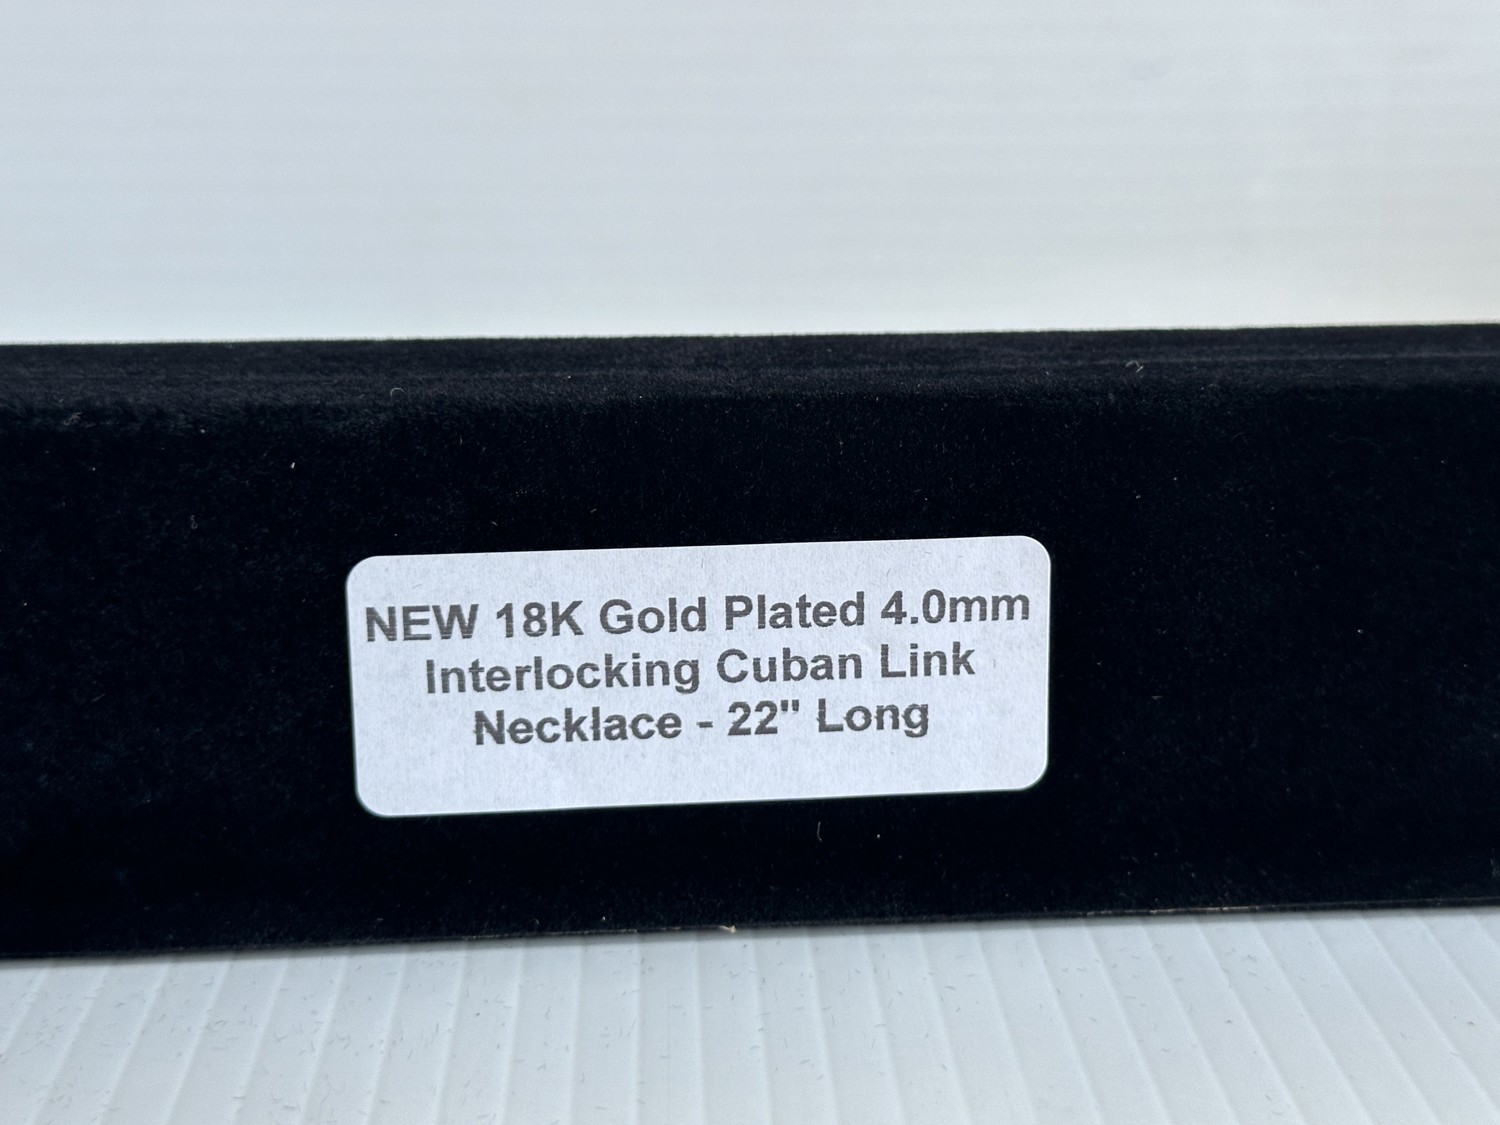 NEW 18K Gold Plated 4.0mm
Interlocking Cuban Link
Necklace - 22" Long